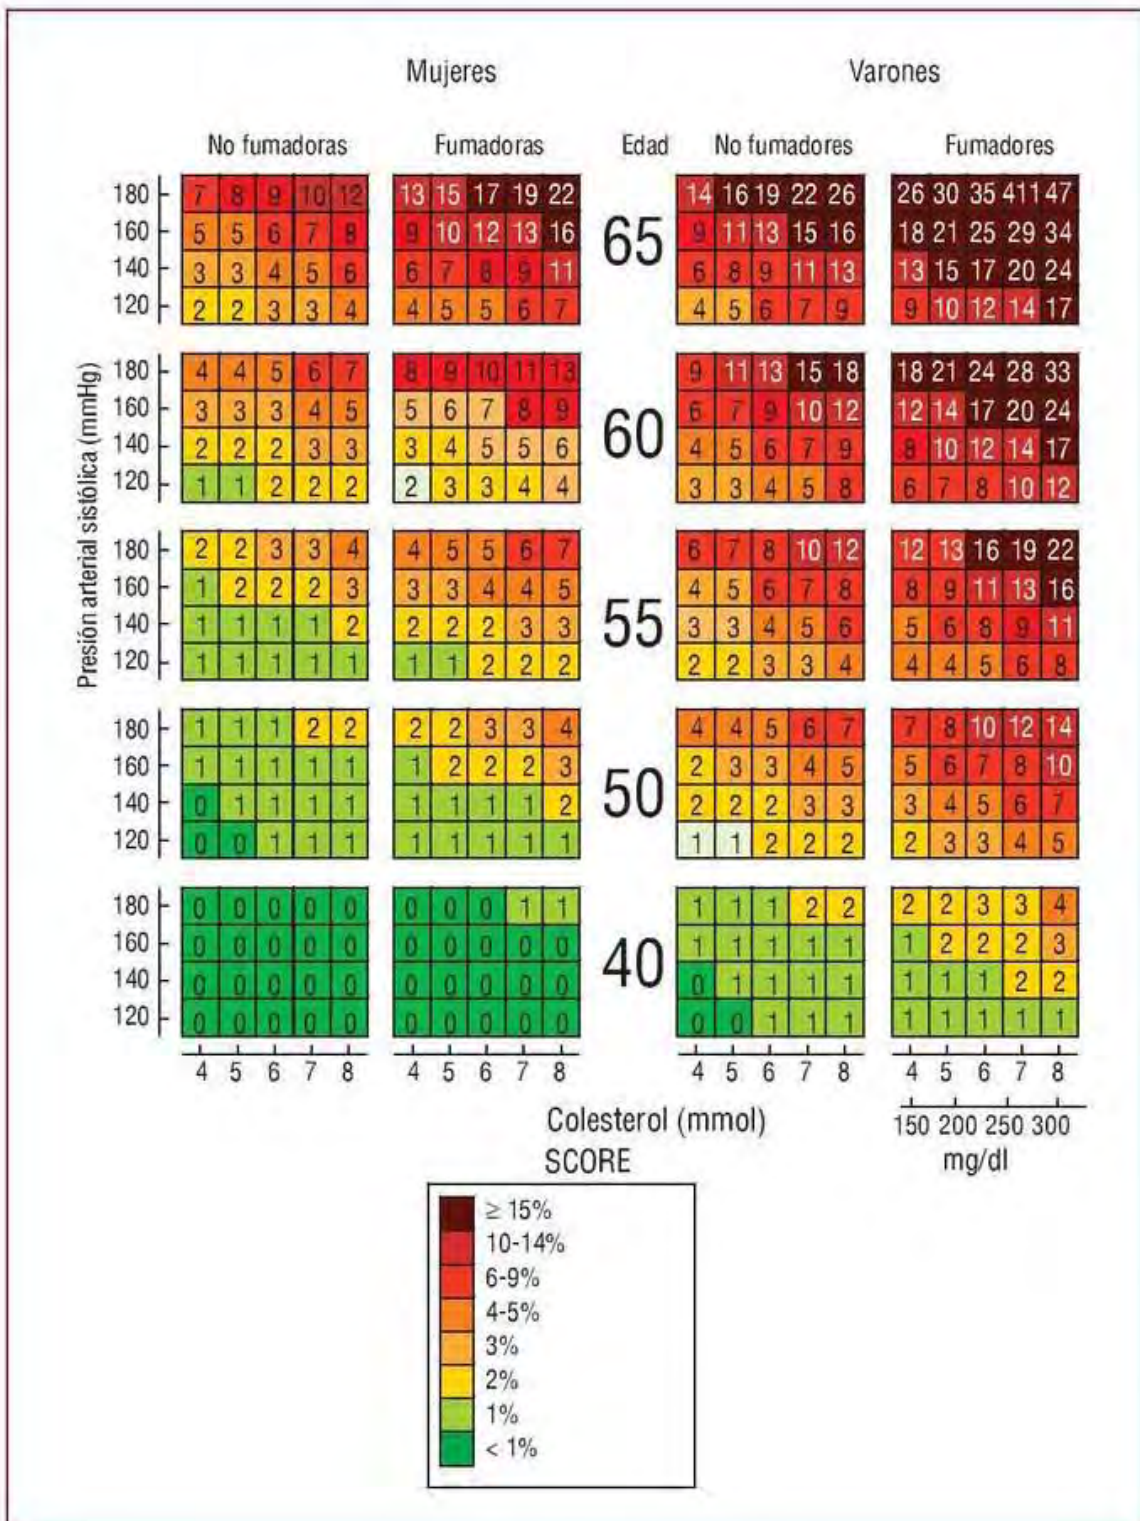 Mujeres Varones
No fumadoras Fumadoras Edad No fumadores Fumadores
Presión arterial sistólica (mmHg)
180 7 8 9 10 12 13 15 17 19 22 14 16 19 22 26 26 30 35 411 47
160 5 5 6 7 8 9 10 12 13 16 9 11 13 15 16 18 21 25 29 34
65
140 3 3 4 5 6 6 7 8 9 11 6 8 9 11 13 13 15 17 20 24
120 2 2 3 3 4 4 5 5 6 7 4 5 6 7 9 9 10 12 14 17
180 4 4 5 6 7 8 9 10 11 13 9 11 13 15 18 18 21 24 28 33
160 3 3 3 4 5 5 6 7 8 9 6 7 9 10 12 12 14 17 20 24
60
140 2 2 2 3 3 3 4 5 5 6 4 5 6 7 9 8 10 12 14 17
120 1 1 2 2 2 2 3 3 4 4 3 3 4 5 8 6 7 8 10 12
180 2 2 3 3 4 4 5 5 6 7 6 7 8 10 12 12 13 16 19 22
160 1 2 2 2 3 3 3 4 4 5 4 5 6 7 8 8 9 11 13 16
55
140 1 1 1 1 2 2 2 2 3 3 3 3 4 5 6 5 6 8 9 11
120 1 1 1 1 1 1 1 2 2 2 2 2 3 3 4 4 4 5 6 8
180 1 1 1 2 2 2 2 3 3 4 4 4 5 6 7 7 8 10 12 14
160 1 1 1 1 1 1 2 2 2 3 2 3 3 4 5 5 6 7 8 10
50
140 0 1 1 1 1 1 1 1 1 2 2 2 2 3 3 3 4 5 6 7
120 0 0 1 1 1 1 1 1 1 1 1 1 2 2 2 2 3 3 4 5
180 0 0 0 0 0 0 0 0 1 1 1 1 1 2 2 2 2 3 3 4
160 0 0 0 0 0 0 0 0 0 0 1 1 1 1 1 1 2 2 2 3
40
140 0 0 0 0 0 0 0 0 0 0 0 1 1 1 1 1 1 1 2 2
120 0 0 0 0 0 0 0 0 0 0 0 0 1 1 1 1 1 1 1 1
4 5 6 7 8 4 5 6 7 8 4 5 6 7 8 4 5 6 7 8
Colesterol (mmol) 150 200 250 300
SCORE mg/dl
≥ 15%
10-14%
6-9%
4-5%
3%
2%
1%
< 1%